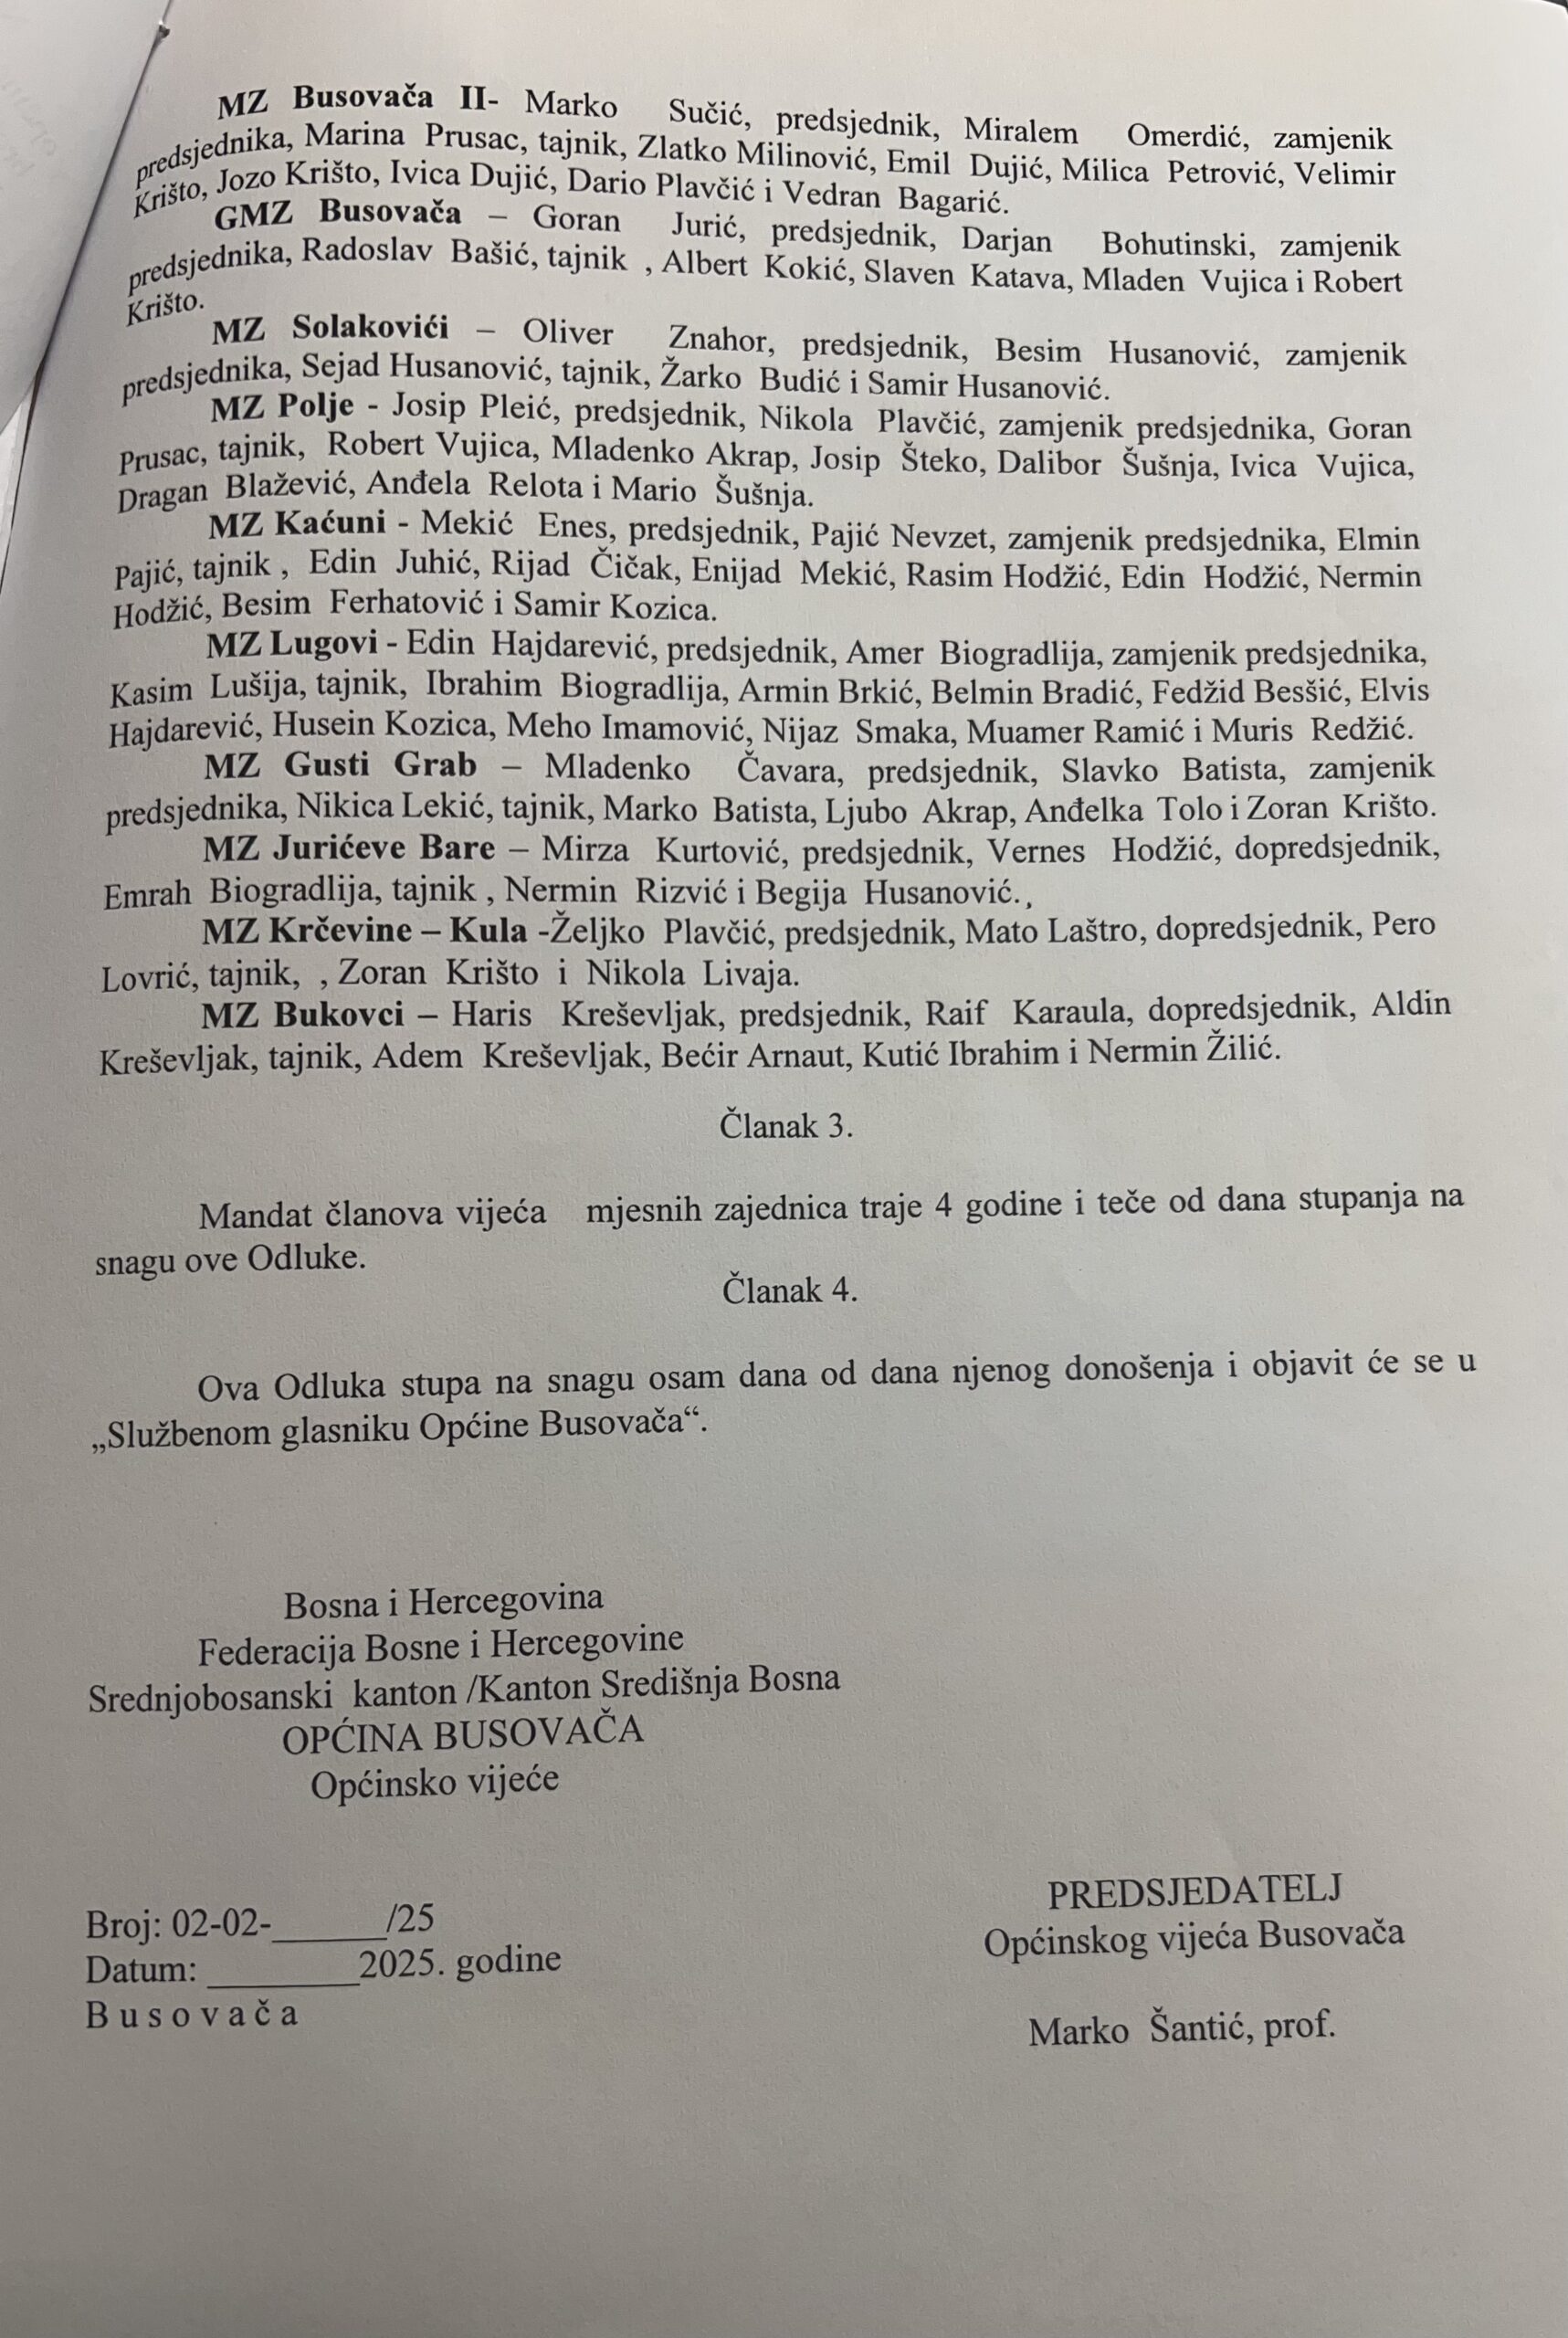 MZ Busovača II- Marko Sučić, predsjednik, Miralem Omerdić, zamjenik
predsjednika, Marina Prusac, tajnik, Zlatko Milinović, Emil Dujić, Milica Petrović, Velimir
Krišto, Jozo Krišto, Ivica Dujić, Dario Plavčić i Vedran Bagarić.
GMZ Busovača – Goran Jurić, predsjednik, Darjan Bohutinski, zamjenik
predsjednika, Radoslav Bašić, tajnik , Albert Kokić, Slaven Katava, Mladen Vujica i Robert
Krišto.
MZ Solakovići – Oliver Znahor, predsjednik, Besim Husanović, zamjenik
predsjednika, Sejad Husanović, tajnik, Žarko Budić i Samir Husanović.
MZ Polje - Josip Pleić, predsjednik, Nikola Plavčić, zamjenik predsjednika, Goran
Prusac, tajnik, Robert Vujica, Mladenko Akrap, Josip Šteko, Dalibor Šušnja, Ivica Vujica,
Dragan Blažević, Anđela Relota i Mario Šušnja.
MZ Kaćuni - Mekić Enes, predsjednik, Pajić Nevzet, zamjenik predsjednika, Elmin
Pajić, tajnik , Edin Juhić, Rijad Čičak, Enijad Mekić, Rasim Hodžić, Edin Hodžić, Nermin
Hodžić, Besim Ferhatović i Samir Kozica.
MZ Lugovi - Edin Hajdarević, predsjednik, Amer Biogradlija, zamjenik predsjednika,
Kasim Lušija, tajnik, Ibrahim Biogradlija, Armin Brkić, Belmin Bradić, Fedžid Besšić, Elvis
Hajdarević, Husein Kozica, Meho Imamović, Nijaz Smaka, Muamer Ramić i Muris Redžić.
MZ Gusti Grab – Mladenko Čavara, predsjednik, Slavko Batista, zamjenik
predsjednika, Nikica Lekić, tajnik, Marko Batista, Ljubo Akrap, Anđelka Tolo i Zoran Krišto.
MZ Jurićeve Bare – Mirza Kurtović, predsjednik, Vernes Hodžić, dopredsjednik,
Emrah Biogradlija, tajnik , Nermin Rizvić i Begija Husanović.,
MZ Krčevine – Kula -Željko Plavčić, predsjednik, Mato Laštro, dopredsjednik, Pero
Lovrić, tajnik, , Zoran Krišto i Nikola Livaja.
MZ Bukovci – Haris Kreševljak, predsjednik, Raif Karaula, dopredsjednik, Aldin
Kreševljak, tajnik, Adem Kreševljak, Bećir Arnaut, Kutić Ibrahim i Nermin Žilić.
Članak 3.
Mandat članova vijeća mjesnih zajednica traje 4 godine i teče od dana stupanja na
snagu ove Odluke.
Članak 4.
Ova Odluka stupa na snagu osam dana od dana njenog donošenja i objavit će se u
„Službenom glasniku Općine Busovača“.
Bosna i Hercegovina
Federacija Bosne i Hercegovine
Srednjobosanski kanton /Kanton Središnja Bosna
OPĆINA BUSOVAČA
Općinsko vijeće
Broj: 02-02-______/25
Datum: ________2025. godine
B u s o v a č a
PREDSJEDATELJ
Općinskog vijeća Busovača
Marko Šantić, prof.